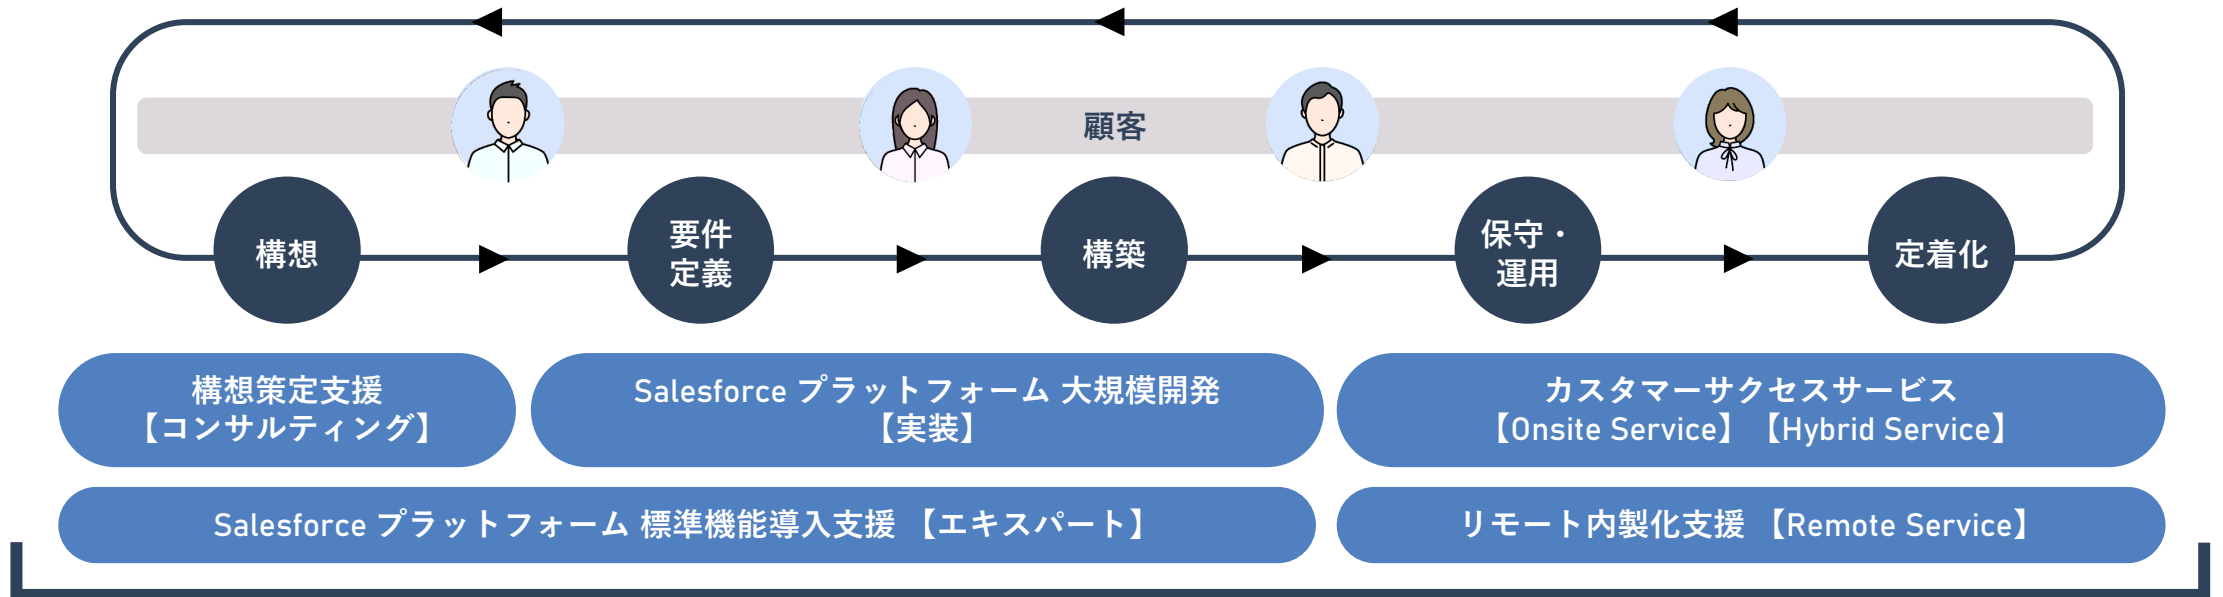 顧客
構想
要件
定義
構築
保守・
運用
定着化
構想策定支援
【コンサルティング】
Salesforce プラットフォーム 大規模開発
【実装】
カスタマーサクセスサービス
【Onsite Service】【Hybrid Service】
Salesforce プラットフォーム 標準機能導入支援 【エキスパート】
リモート内製化支援 【Remote Service】